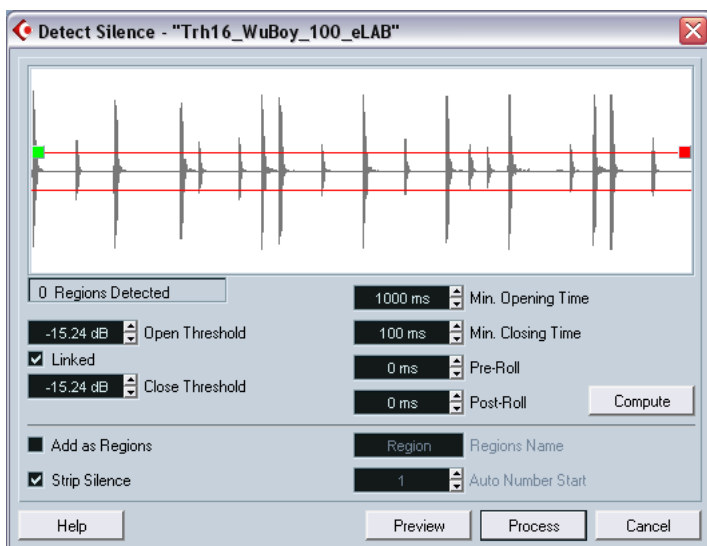 Detect Silence - "Trh16_WuBoy_100_eLAB"
0 Regions Detected
1000 ms Min. Opening Time
-15.24 dB Open Threshold
100 ms Min. Closing Time
Linked
0 ms Pre-Roll
-15.24 dB Close Threshold
0 ms Post-Roll
Compute
Add as Regions
Region Regions Name
Strip Silence
1 Auto Number Start
Help Preview Process Cancel